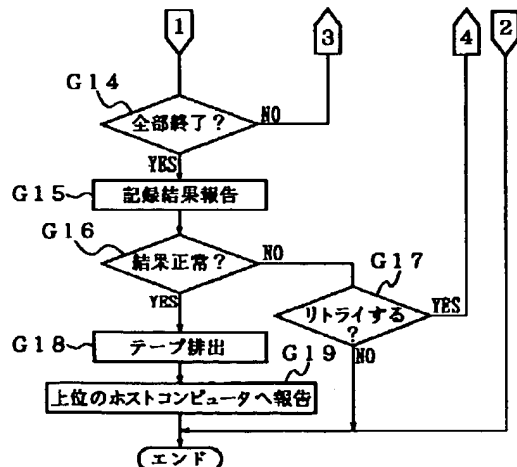 1
3
4
2
G14
全部終了?
NO
YES
G15
記録結果報告
G16
結果正常?
NO
G17
YES
リトライする
?
YES
NO
G18
テープ排出
G19
上位のホストコンピュータへ報告
エンド